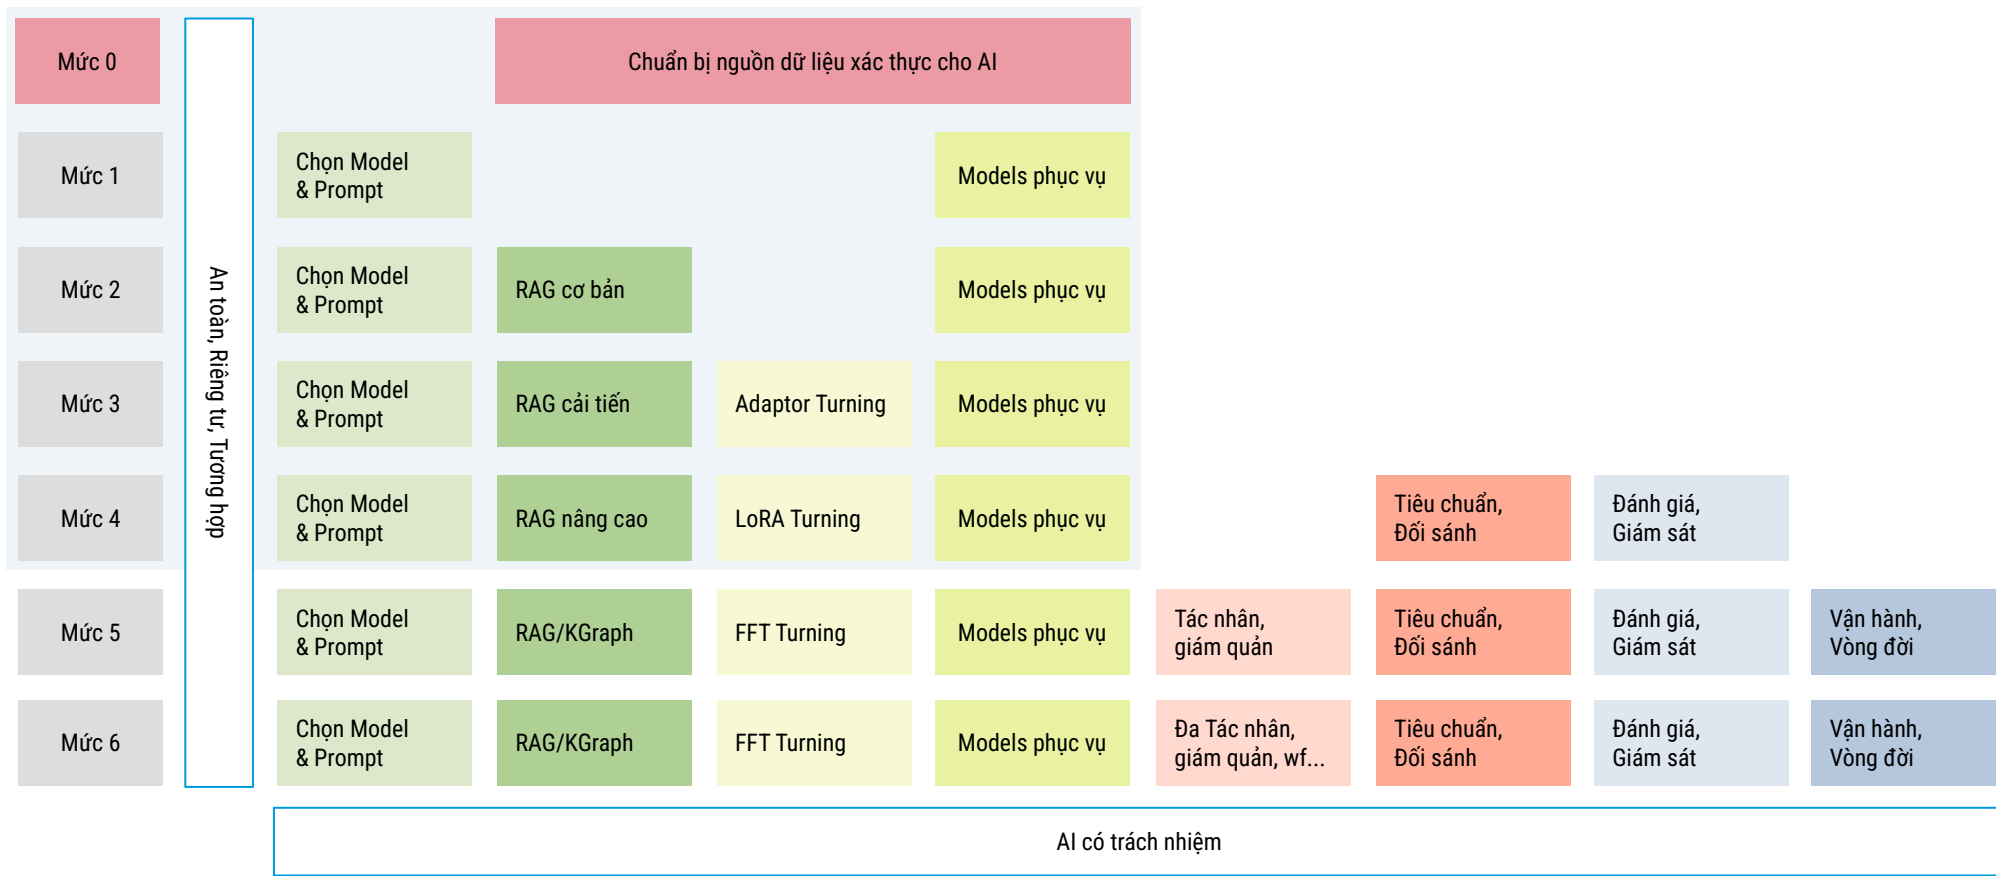 Mức 0
Chuẩn bị nguồn dữ liệu xác thực cho AI
An toàn, Riêng tư, Tương hợp
Mức 1
Chọn Model
& Prompt
Models phục vụ
Mức 2
Chọn Model
& Prompt
RAG cơ bản
Models phục vụ
Mức 3
Chọn Model
& Prompt
RAG cải tiến
Adaptor Turning
Models phục vụ
Mức 4
Chọn Model
& Prompt
RAG nâng cao
LoRA Turning
Models phục vụ
Tiêu chuẩn,
Đối sánh
Đánh giá,
Giám sát
Mức 5
Chọn Model
& Prompt
RAG/KGraph
FFT Turning
Models phục vụ
Tác nhân,
giám quản
Tiêu chuẩn,
Đối sánh
Đánh giá,
Giám sát
Vận hành,
Vòng đời
Mức 6
Chọn Model
& Prompt
RAG/KGraph
FFT Turning
Models phục vụ
Đa Tác nhân,
giám quản, wf...
Tiêu chuẩn,
Đối sánh
Đánh giá,
Giám sát
Vận hành,
Vòng đời
AI có trách nhiệm